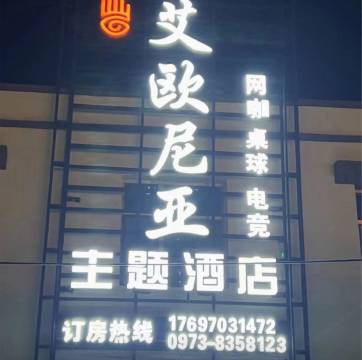 艾欧尼亚
网咖 桌球 电竞
主题酒店
订房热线 17697031472
0973-8358123